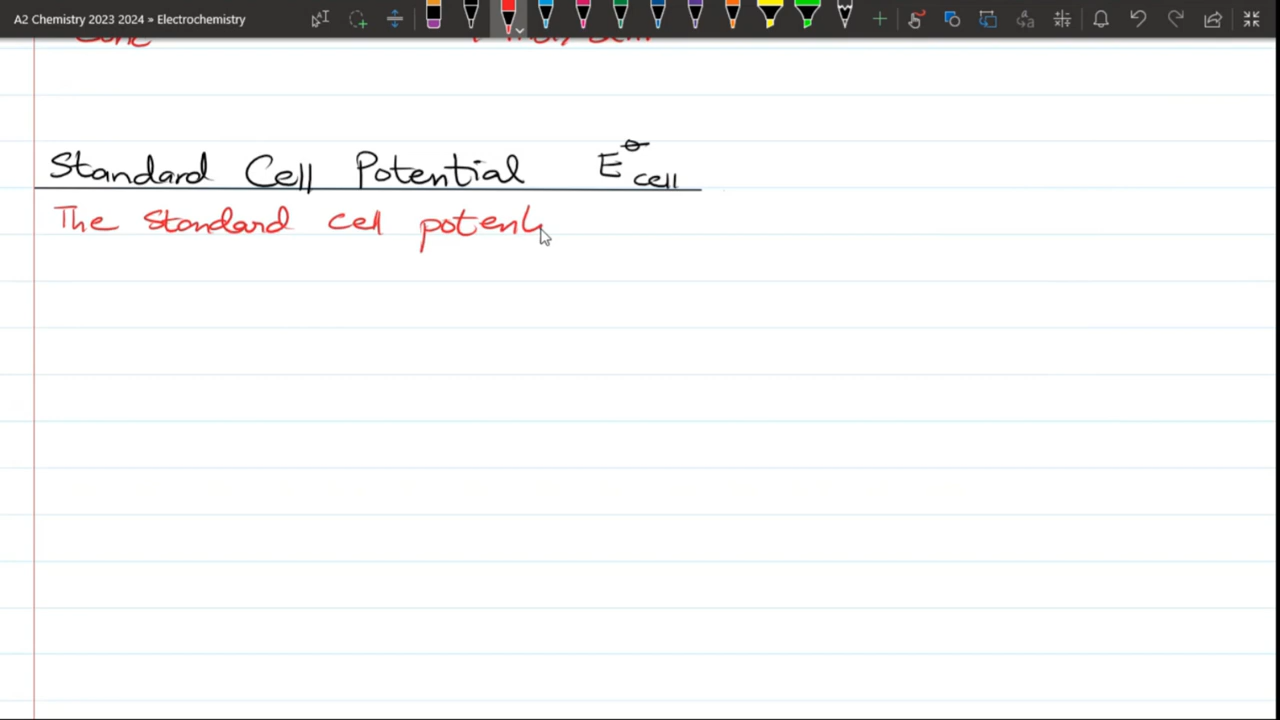 A2 Chemistry 2023 2024 » Electrochemistry
Standard Cell Potential E⦵cell
The standard cell potent